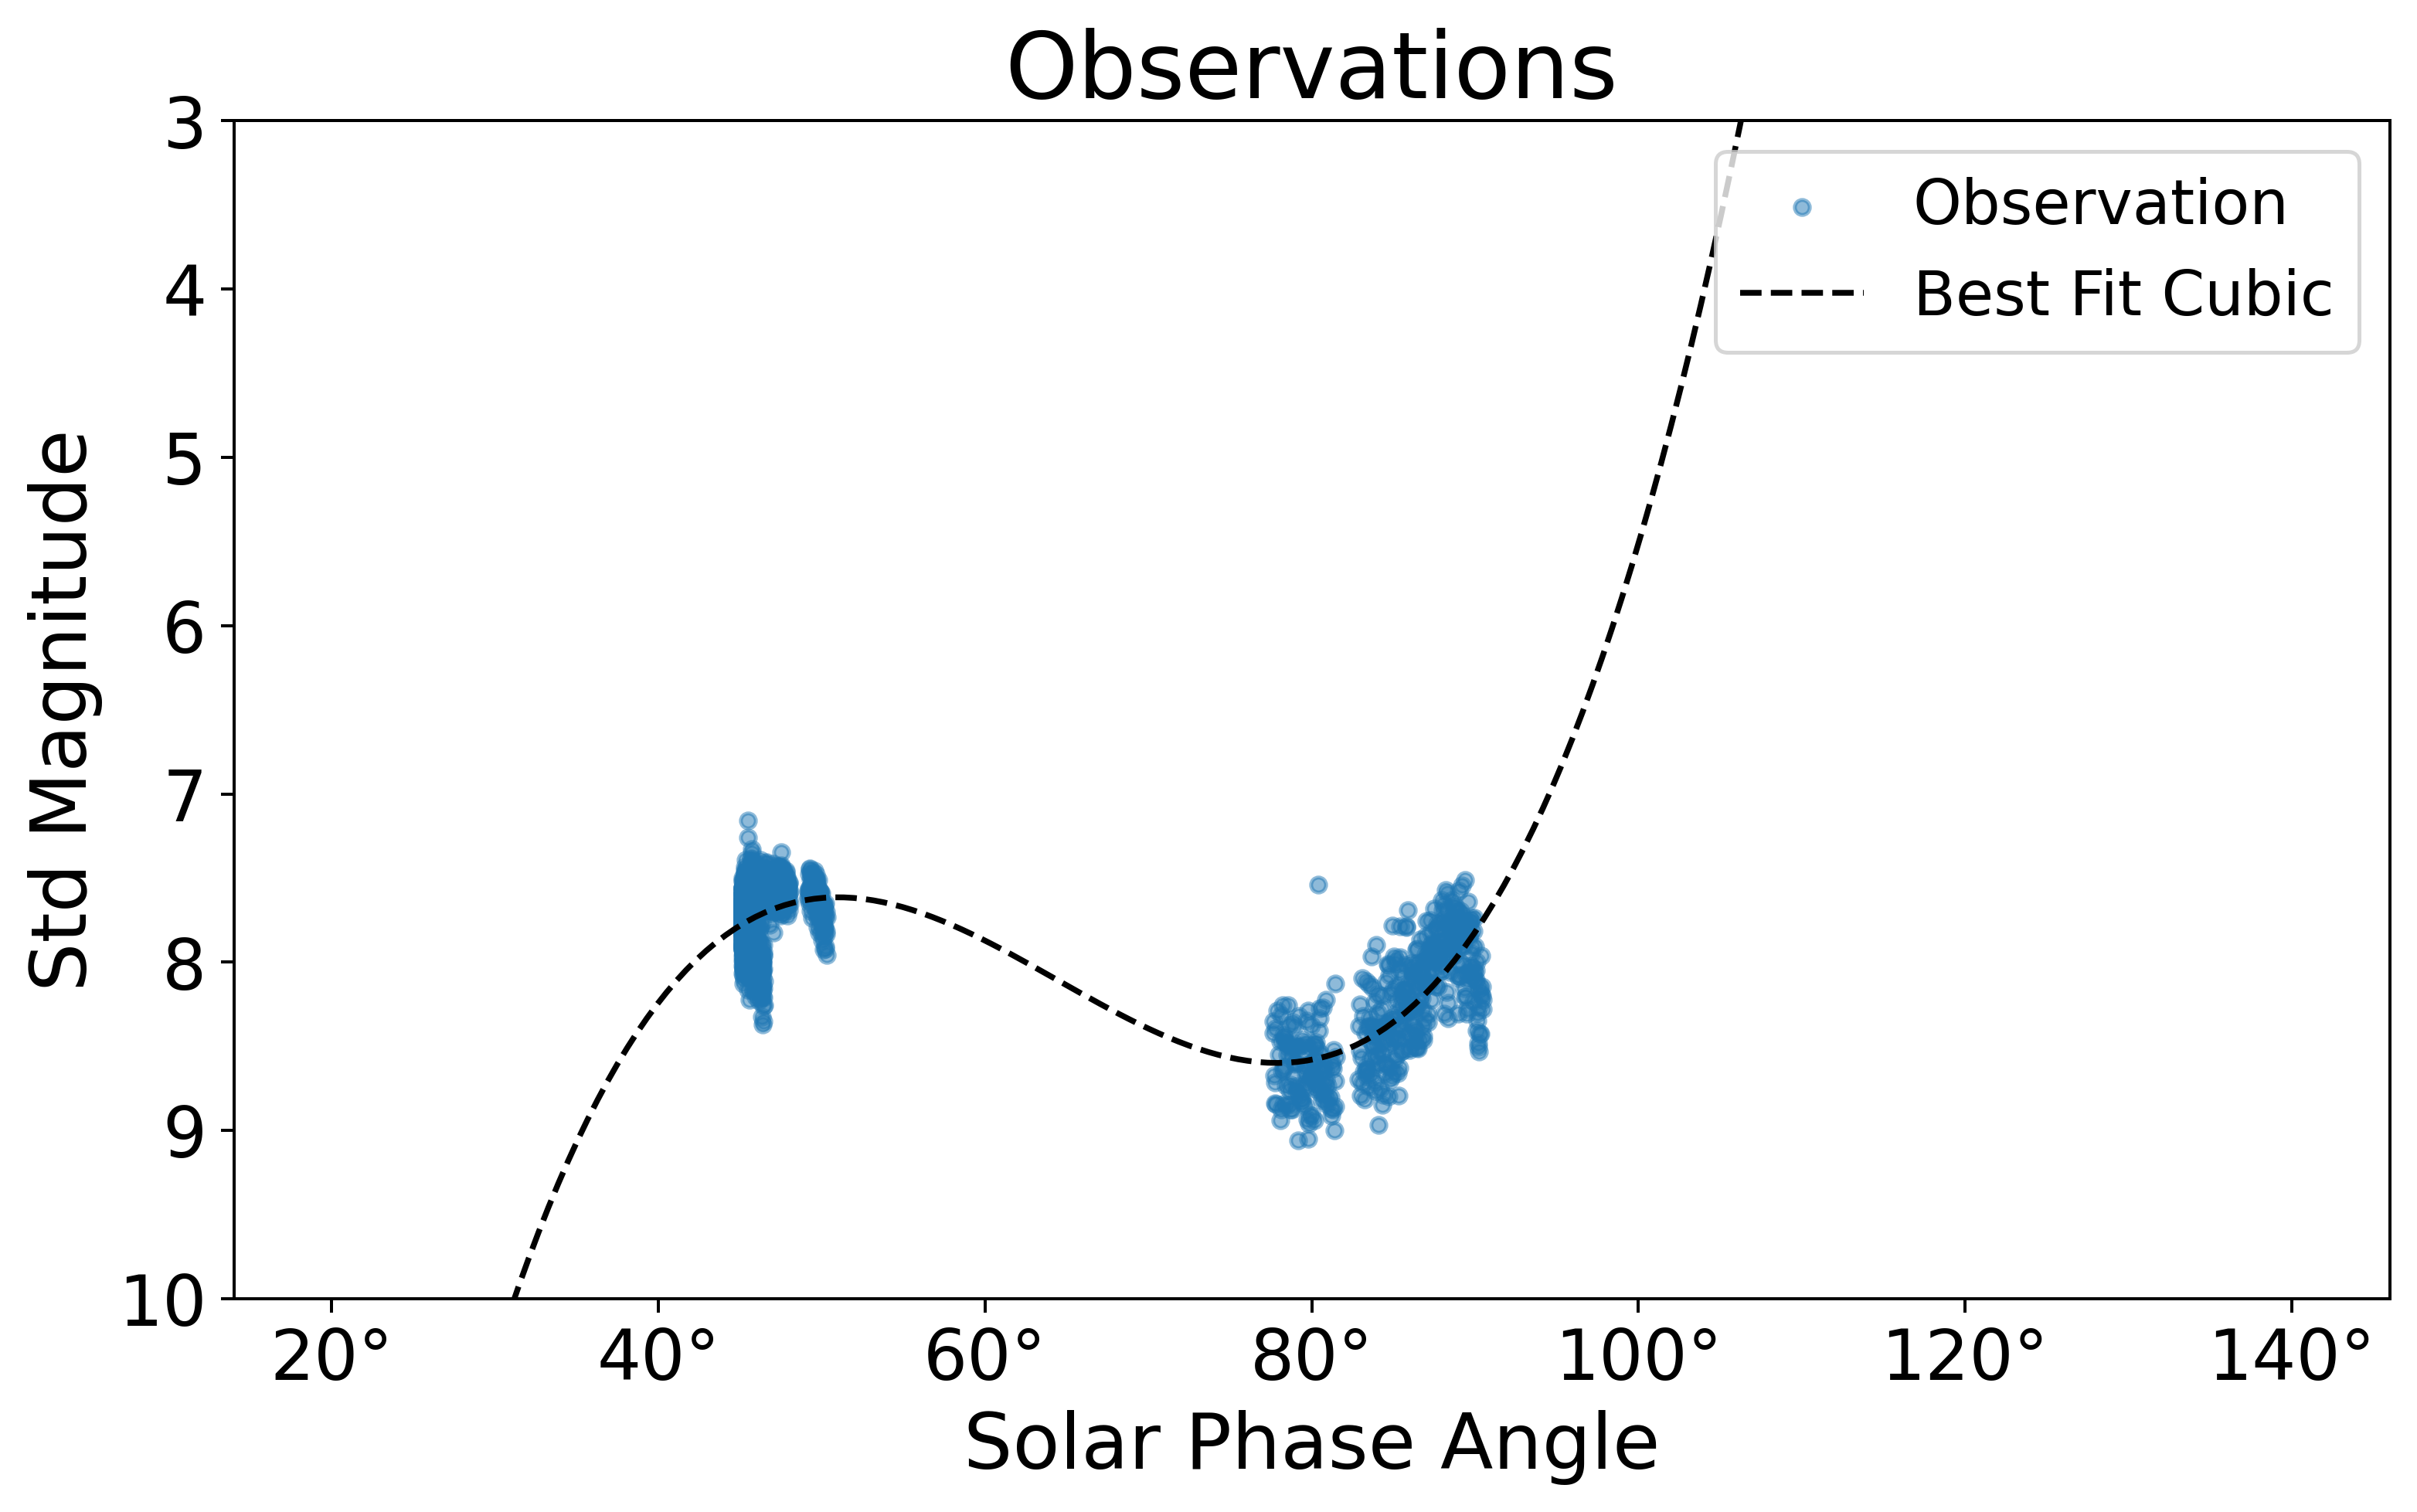 Observations
3
4
5
6
7
8
9
10
Std Magnitude
Observation
Best Fit Cubic
20° 40° 60° 80° 100° 120° 140°
Solar Phase Angle